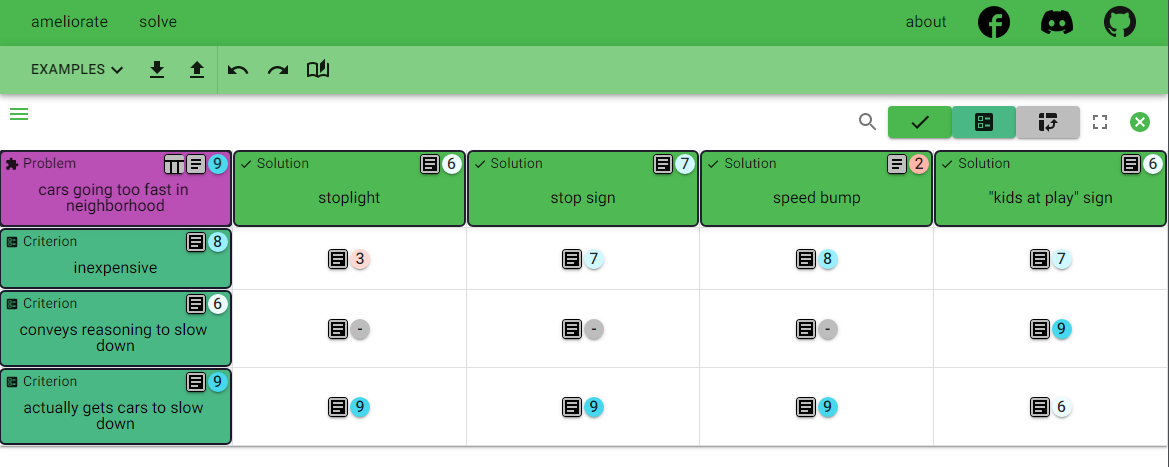 ameliorate solve about
EXAMPLES
Problem 9 Solution 6 Solution 7 Solution 2 Solution 6
cars going too fast in
neighborhood
stoplight stop sign speed bump "kids at play" sign
Criterion 8
inexpensive
3 7 8 7
Criterion 6
conveys reasoning to slow
down
- - - 9
Criterion 9
actually gets cars to slow
down
9 9 9 6